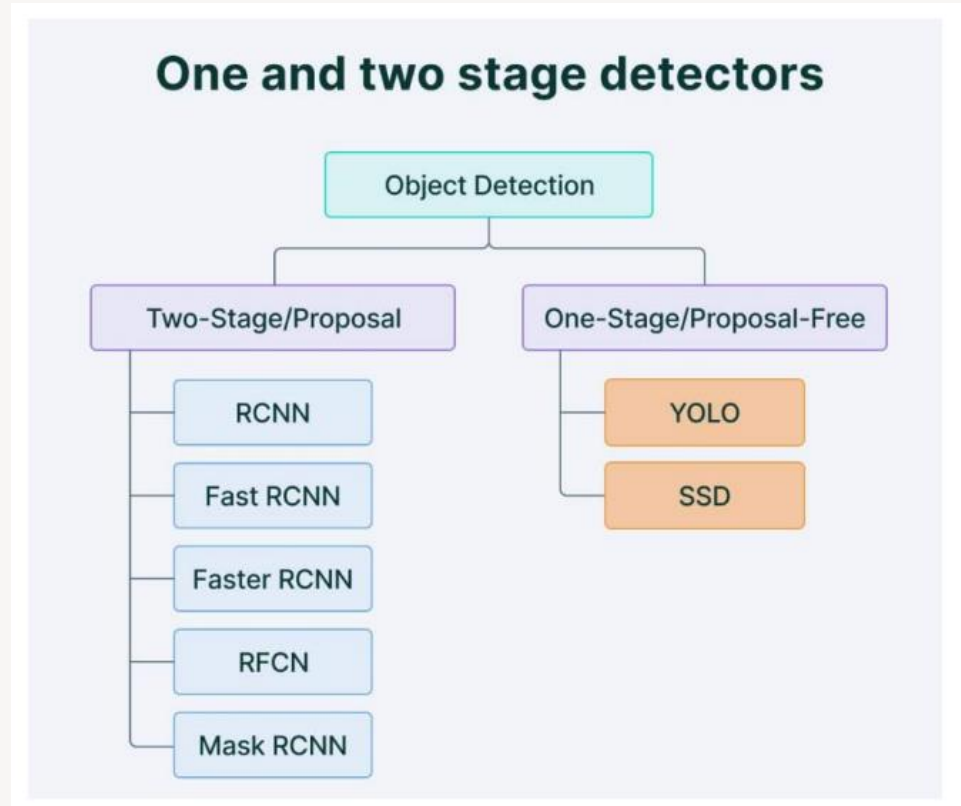 One and two stage detectors
Object Detection
Two-Stage/Proposal
One-Stage/Proposal-Free
RCNN
Fast RCNN
Faster RCNN
RFCN
Mask RCNN
YOLO
SSD